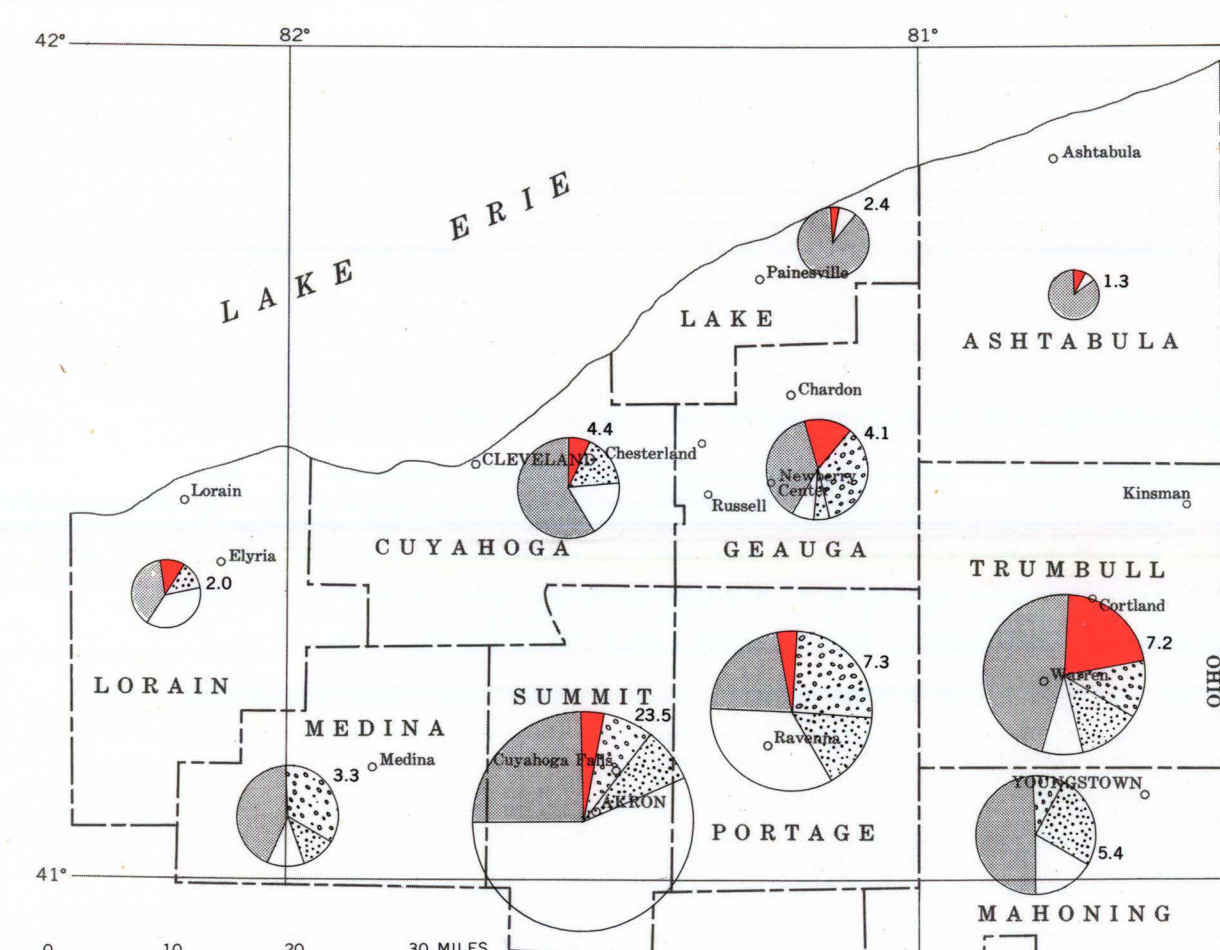 82° 81°
42°
Ashtabula
ERIE
2.4
LAKE
Painesville
1.3
LAKE
ASHTABULA
Chardon
4.4
4.1
CLEVELAND
Chesterland
Newberry
Center
Kinsman
Lorain
Russell
CUYAHOGA
GEAUGA
Elyria
TRUMBULL
2.0
Cortland
7.2
7.3
Warren
OHIO
LORAIN
SUMMIT
23.5
MEDINA
Ravenna
Medina
Cuyahoga Falls
3.3
YOUNGSTOWN
AKRON
PORTAGE
5.4
41°
MAHONING
0 10 20 30 MILES